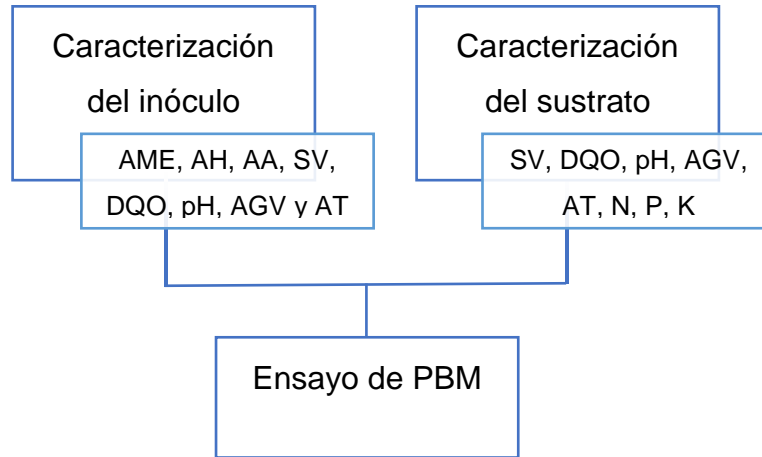 Caracterización
del inóculo
AME, AH, AA, SV,
DQO, pH, AGV y AT
Caracterización
del sustrato
SV, DQO, pH, AGV,
AT, N, P, K
Ensayo de PBM